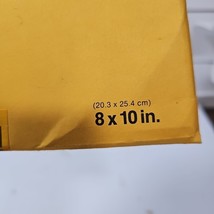 (20.3 x 25.4 cm)
8 x 10 in.